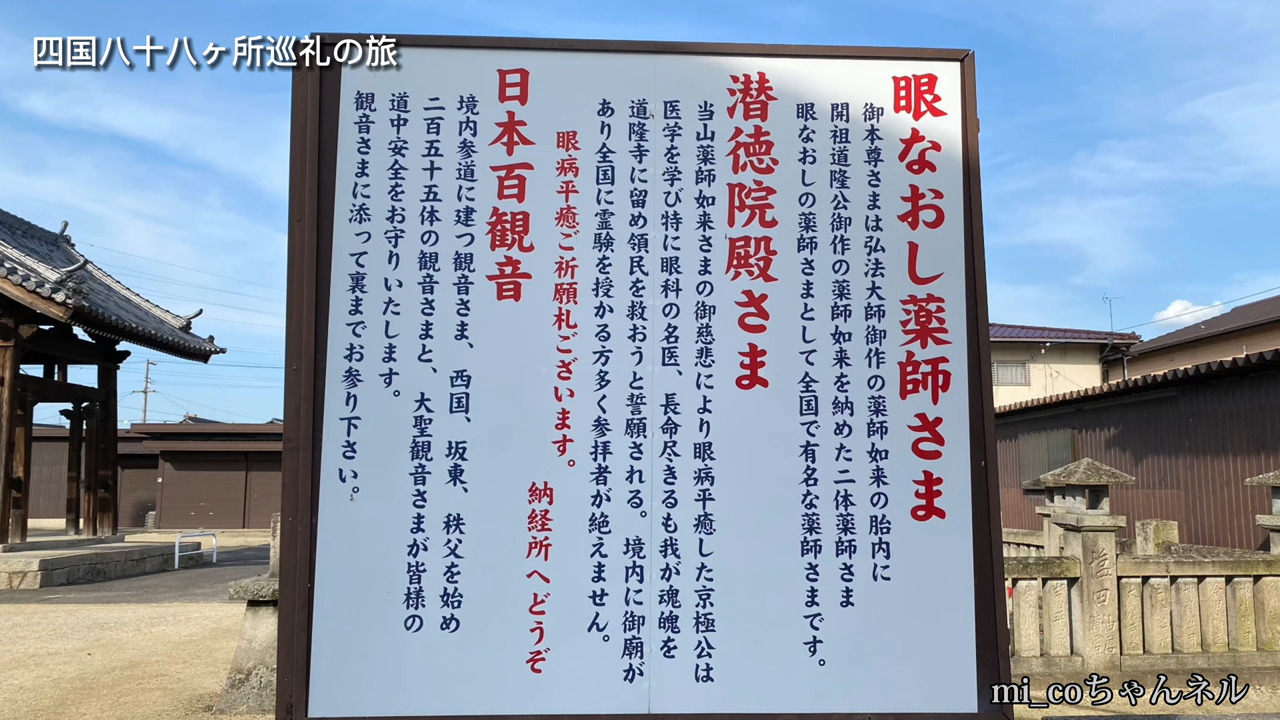 四国八十八ヶ所巡礼の旅
眼なおし薬師さま
御本尊さまは弘法大師御作の薬師如来の胎内に
開祖道隆公御作の薬師如来を納めた二体薬師さま
眼なおしの薬師さまとして全国で有名な薬師さまです。
潜徳院殿さま
当山薬師如来さまの御慈悲により眼病平癒した京極公は
医学を学び特に眼科の名医、長命尽きるも我が魂魄を
道隆寺に留め領民を救おうと誓願される。境内に御廟が
あり全国に霊験を授かる方多く参拝者が絶えません。
眼病平癒ご祈願札ございます。
納経所へどうぞ
日本百観音
境内参道に建つ観音さま、西国、坂東、秩父を始め
二百五十五体の観音さまと、大聖観音さまが皆様の
道中安全をお守りいたします。
観音さまに添って裏までお参り下さい。
塩田
mi_coちゃんネル